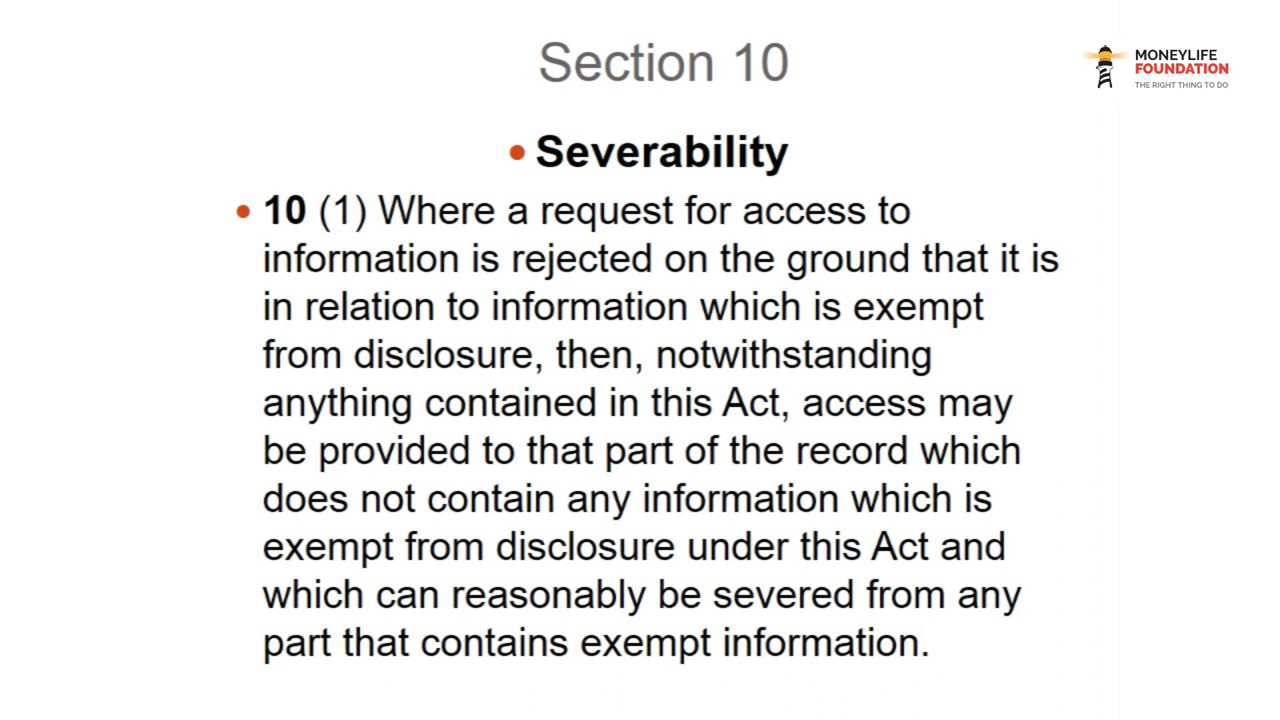 Section 10
MONEYLIFE
FOUNDATION
THE RIGHT THING TO DO
• Severability
• 10 (1) Where a request for access to
information is rejected on the ground that it is
in relation to information which is exempt
from disclosure, then, notwithstanding
anything contained in this Act, access may
be provided to that part of the record which
does not contain any information which is
exempt from disclosure under this Act and
which can reasonably be severed from any
part that contains exempt information.